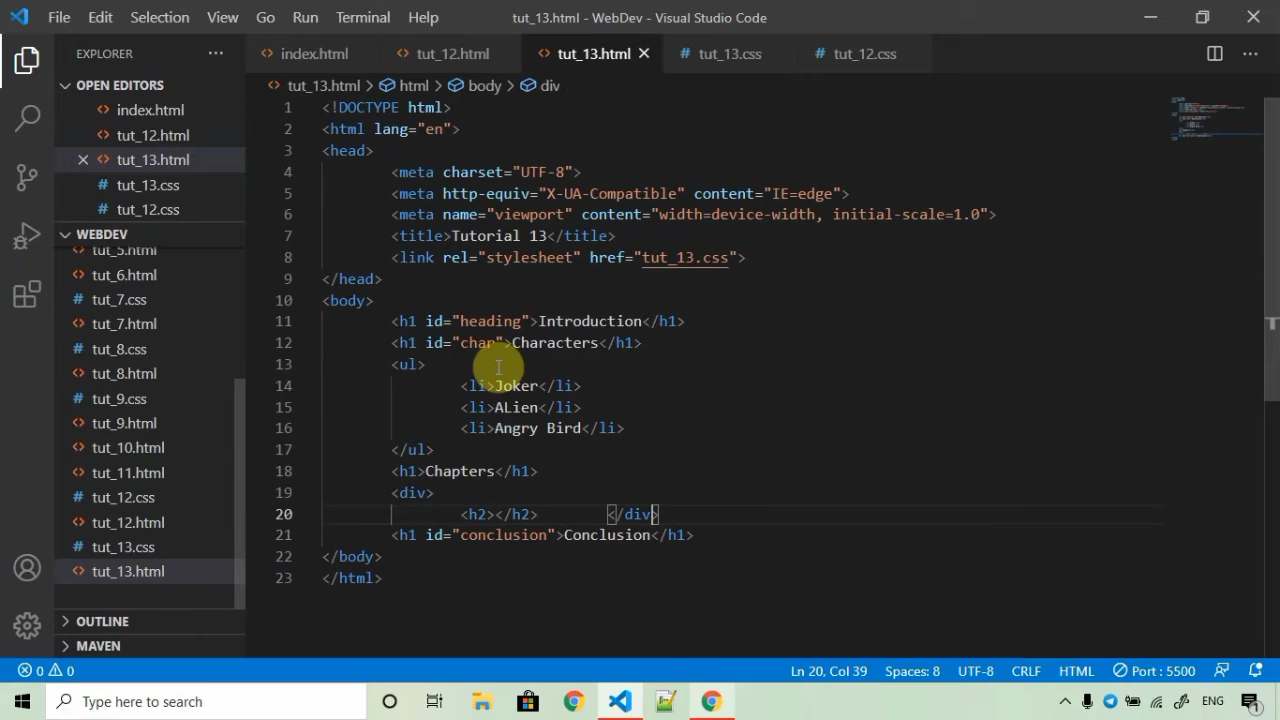 File Edit Selection View Go Run Terminal Help tut_13.html - WebDev - Visual Studio Code
EXPLORER
OPEN EDITORS
index.html
tut_12.html
tut_13.html
tut_13.css
tut_12.css
WEBDEV
tut_5.html
tut_6.html
tut_7.css
tut_7.html
tut_8.css
tut_8.html
tut_9.css
tut_9.html
tut_10.html
tut_11.html
tut_12.css
tut_12.html
tut_13.css
tut_13.html
OUTLINE
MAVEN
index.html tut_12.html tut_13.html tut_13.css tut_12.css
tut_13.html > html > body > div
1 <!DOCTYPE html>
2 <html lang="en">
3 <head>
4 <meta charset="UTF-8">
5 <meta http-equiv="X-UA-Compatible" content="IE=edge">
6 <meta name="viewport" content="width=device-width, initial-scale=1.0">
7 <title>Tutorial 13</title>
8 <link rel="stylesheet" href="tut_13.css">
9 </head>
10 <body>
11 <h1 id="heading">Introduction</h1>
12 <h1 id="char">Characters</h1>
13 <ul>
14 <li>Joker</li>
15 <li>ALien</li>
16 <li>Angry Bird</li>
17 </ul>
18 <h1>Chapters</h1>
19 <div>
20 <h2></h2> </div>
21 <h1 id="conclusion">Conclusion</h1>
22 </body>
23 </html>
0 0 Ln 20, Col 39 Spaces: 8 UTF-8 CRLF HTML Port : 5500
Type here to search ENG 1